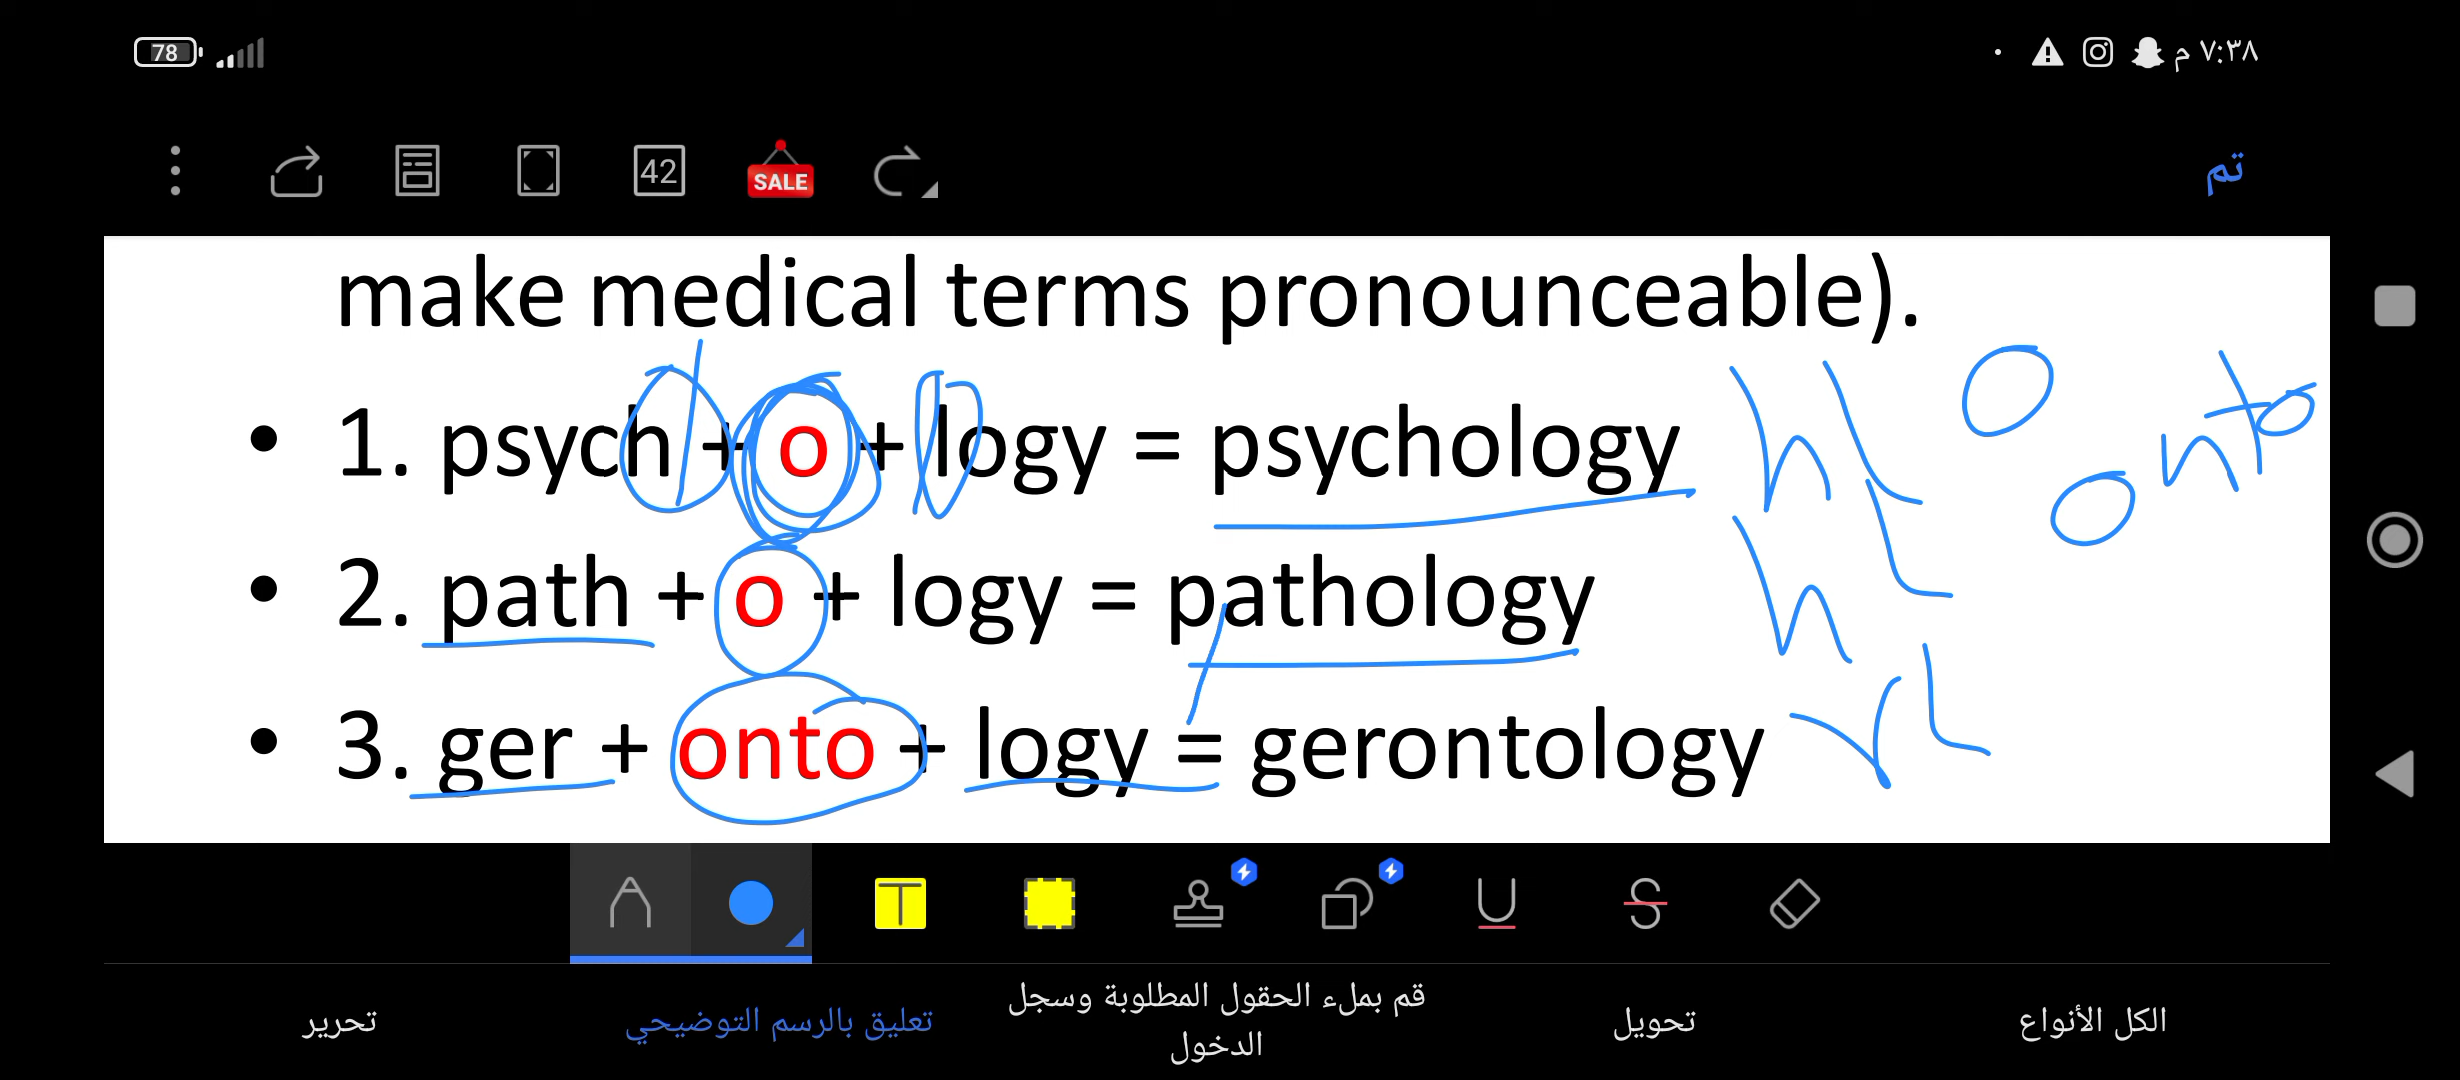 78
٧:٣٨ م
42
SALE
تم
make medical terms pronounceable).
• 1. psych + o + logy = psychology
• 2. path + o + logy = pathology
• 3. ger + onto + logy = gerontology
h l o
onto
h l o
r l
T
U
S
الكل الأنواع
تحويل
قم بملء الحقول المطلوبة وسجل
الدخول
تعليق بالرسم التوضيحي
تحرير